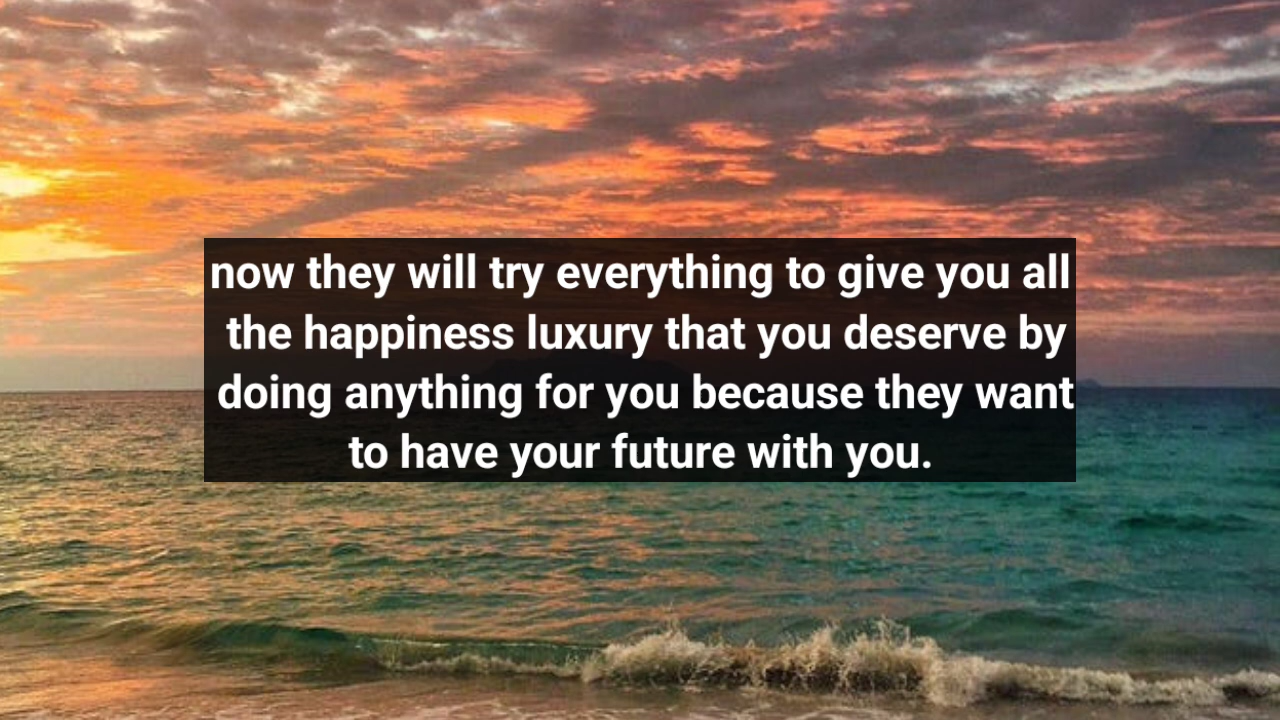 now they will try everything to give you all
the happiness luxury that you deserve by
doing anything for you because they want
to have your future with you.